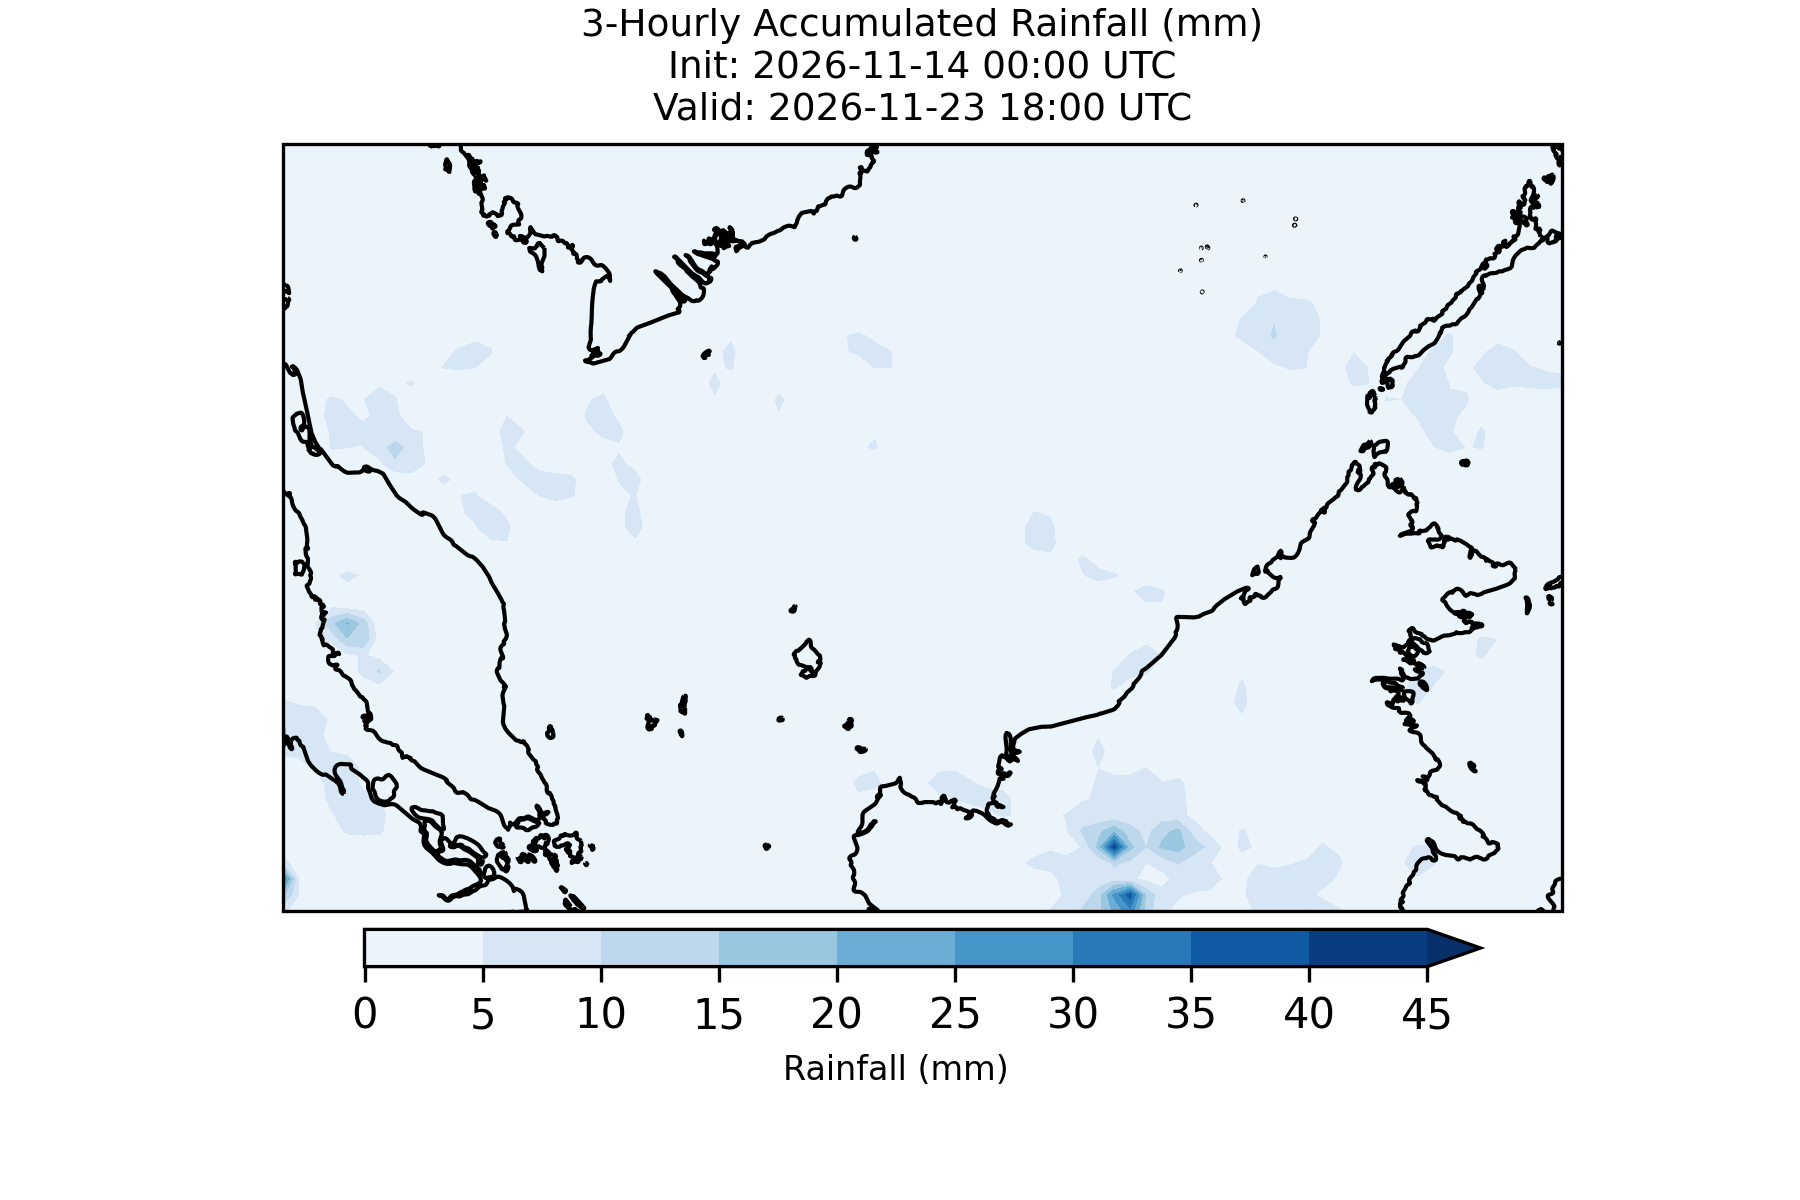 3-Hourly Accumulated Rainfall (mm)
Init: 2026-11-14 00:00 UTC
Valid: 2026-11-23 18:00 UTC
0 5 10 15 20 25 30 35 40 45
Rainfall (mm)